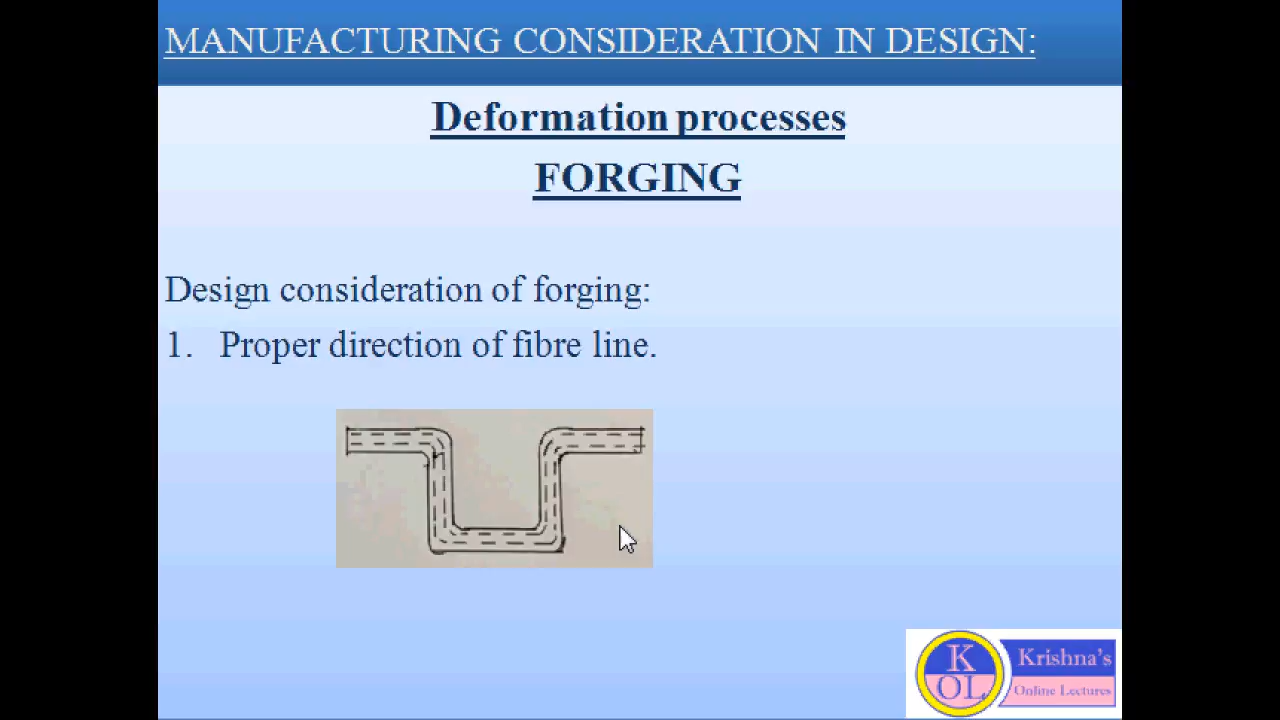 MANUFACTURING CONSIDERATION IN DESIGN:
Deformation processes
FORGING
Design consideration of forging:
1. Proper direction of fibre line.
K
OL
Krishna's
Online Lectures